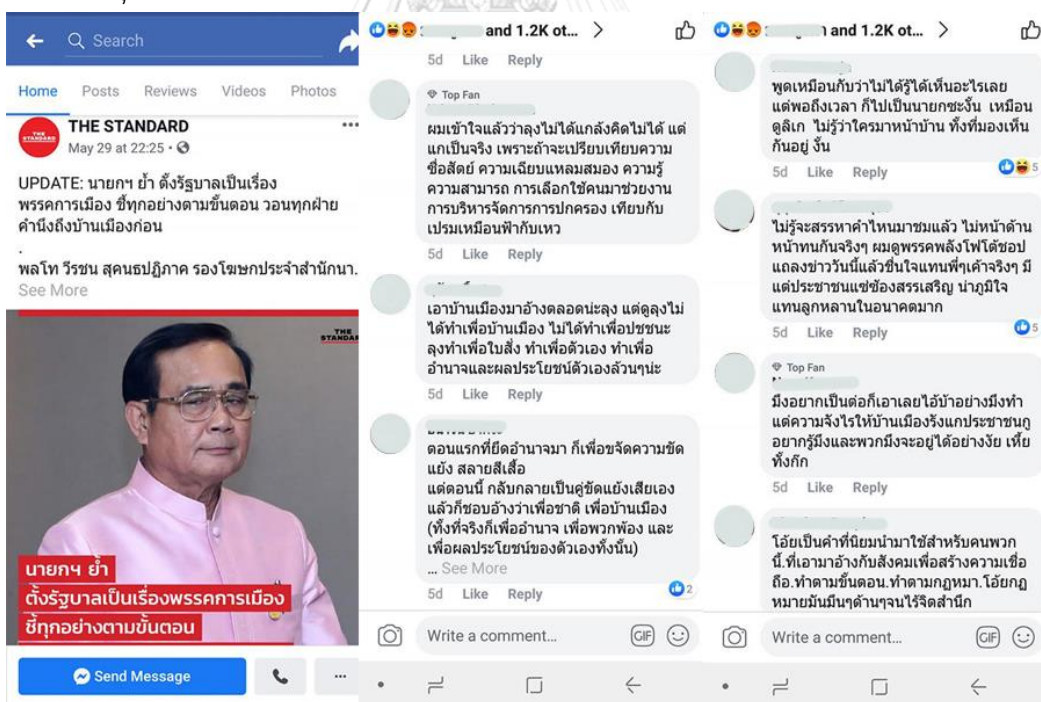 Search
Home Posts Reviews Videos Photos
THE STANDARD
THE STANDARD
May 29 at 22:25
UPDATE: นายกฯ ย้ำ ตั้งรัฐบาลเป็นเรื่อง
พรรคการเมือง ชี้ทุกอย่างตามขั้นตอน วอนทุกฝ่าย
คำนึงถึงบ้านเมืองก่อน
.
พลโท วีรชน สุคนธปฏิภาค รองโฆษกประจำสำนักนา...
See More
THE
STANDA
นายกฯ ย้ำ
ตั้งรัฐบาลเป็นเรื่องพรรคการเมือง
ชี้ทุกอย่างตามขั้นตอน
Send Message
and 1.2K ot...
5d Like Reply
Top Fan
ผมเข้าใจแล้วว่าลุงไม่ได้แกล้งคิดไม่ได้ แต่
แกเป็นจริง เพราะถ้าจะเปรียบเทียบความ
ซื่อสัตย์ ความเฉียบแหลมสมอง ความรู้
ความสามารถ การเลือกใช้คนมาช่วยงาน
การบริหารจัดการการปกครอง เทียบกับ
เปรมเหมือนฟ้ากับเหว
5d Like Reply
เอาบ้านเมืองมาอ้างตลอดน่ะลุง แต่ดูลุงไม่
ได้ทำเพื่อบ้านเมือง ไม่ได้ทำเพื่อปชชนะ
ลุงทำเพื่อใบสั่ง ทำเพื่อตัวเอง ทำเพื่อ
อำนาจและผลประโยชน์ตัวเองล้วนๆน่ะ
5d Like Reply
ตอนแรกที่ยึดอำนาจมา ก็เพื่อขจัดความขัด
แย้ง สลายสีเสื้อ
แต่ตอนนี้ กลับกลายเป็นคู่ขัดแย้งเสียเอง
แล้วก็ชอบอ้างว่าเพื่อชาติ เพื่อบ้านเมือง
(ทั้งที่จริงก็เพื่ออำนาจ เพื่อพวกพ้อง และ
เพื่อผลประโยชน์ของตัวเองทั้งนั้น)
... See More
5d Like Reply 2
Write a comment... GIF
and 1.2K ot...
พูดเหมือนกับว่าไม่ได้รู้ได้เห็นอะไรเลย
แต่พอถึงเวลา ก็ไปเป็นนายกซะงั้น เหมือน
ดูลิเก ไม่รู้ว่าใครมาหน้าบ้าน ทั้งที่มองเห็น
กันอยู่ งั้น
5d Like Reply 5
ไม่รู้จะสรรหาคำไหนมาชมแล้ว ไม่หน้าด้าน
หน้าทนกันจริงๆ ผมดูพรรคพลังโฟโต้ชอป
แถลงข่าววันนี้แล้วชื่นใจแทนพี่ๆเค้าจริงๆ มี
แต่ประชาชนแซ่ซ้องสรรเสริญ น่าภูมิใจ
แทนลูกหลานในอนาคตมาก
5d Like Reply 5
Top Fan
มึงอยากเป็นต่อก็เอาเลยไอ้บ้าอย่างมึงทำ
แต่ความจังไรให้บ้านเมืองรังแกประชาชนกู
อยากรู้มึงและพวกมึงจะอยู่ได้อย่างงัย เหี้ย
ทั้งก๊ก
5d Like Reply
โอ้ยเป็นคำที่นิยมนำมาใช้สำหรับคนพวก
นี้.ที่เอามาอ้างกับสังคมเพื่อสร้างความเชื่อ
ถือ.ทำตามขั้นตอน.ทำตามกฎหมา.โอ้ยกฎ
หมายมันมึนๆด้านๆจนไร้จิตสำนึก
Write a comment... GIF